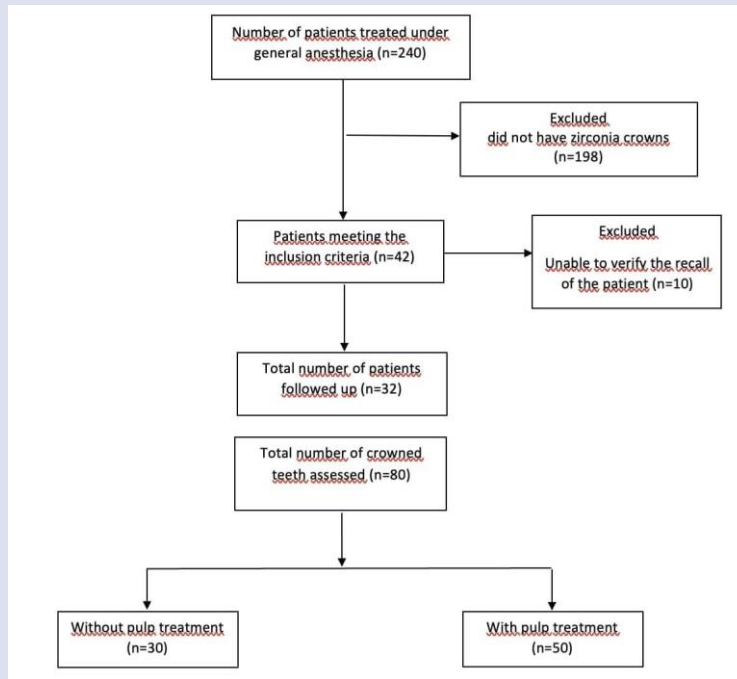 Number of patients treated under
general anesthesia (n=240)
Excluded
did not have zirconia crowns
(n=198)
Patients meeting the
inclusion criteria (n=42)
Excluded
Unable to verify the recall
of the patient (n=10)
Total number of patients
followed up (n=32)
Total number of crowned
teeth assessed (n=80)
Without pulp treatment
(n=30)
With pulp treatment
(n=50)